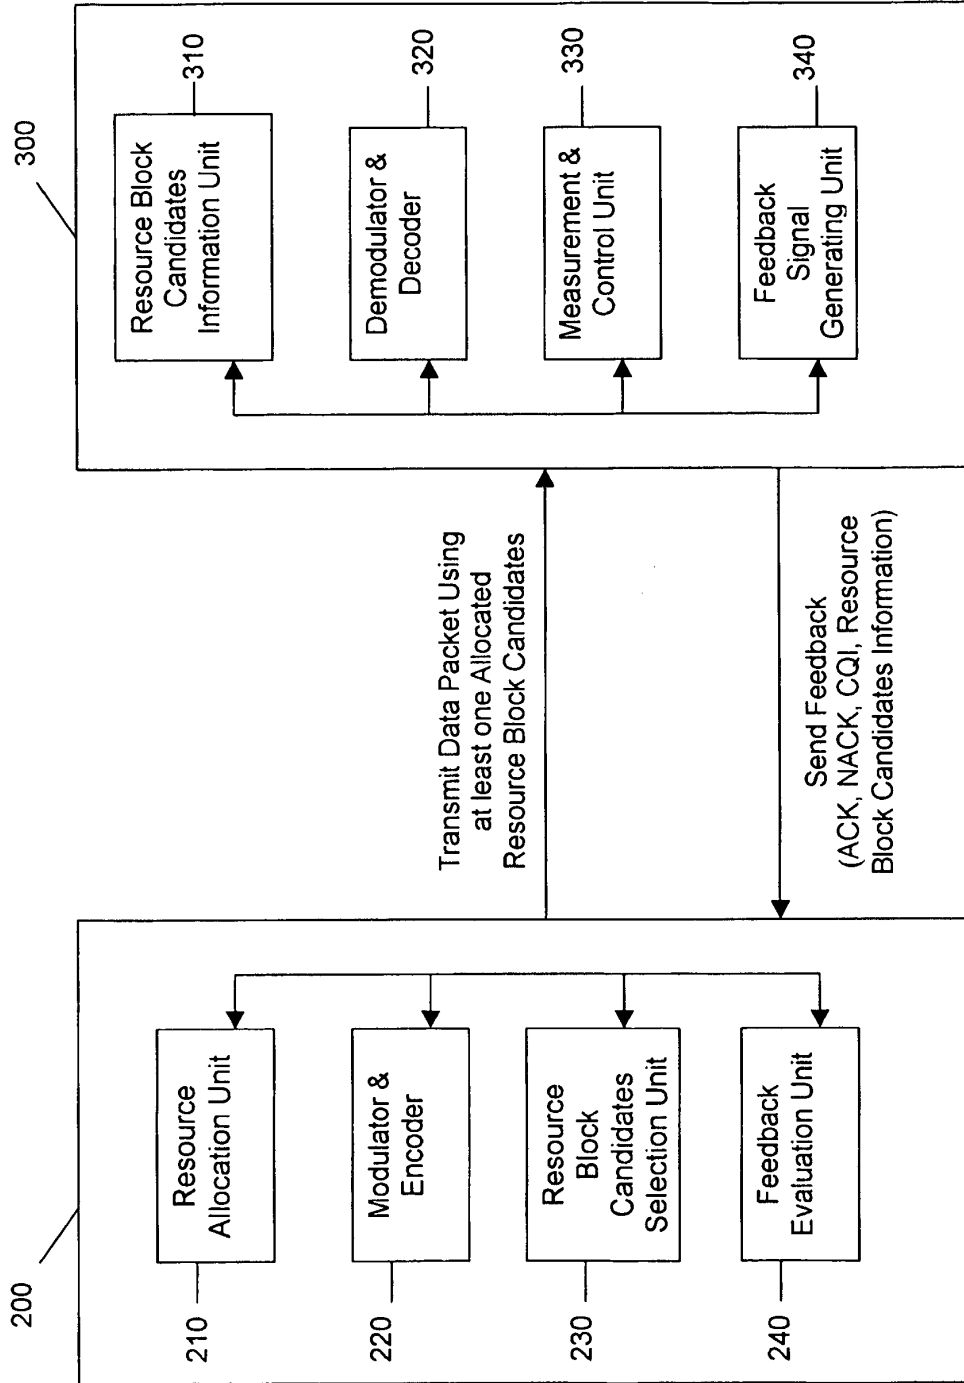 200
210
Resource
Allocation Unit
220
Modulator &
Encoder
230
Resource
Block
Candidates
Selection Unit
240
Feedback
Evaluation Unit
Transmit Data Packet Using
at least one Allocated
Resource Block Candidates
Send Feedback
(ACK, NACK, CQI, Resource
Block Candidates Information)
300
Resource Block
Candidates
Information Unit
310
Demodulator &
Decoder
320
Measurement &
Control Unit
330
Feedback
Signal
Generating Unit
340